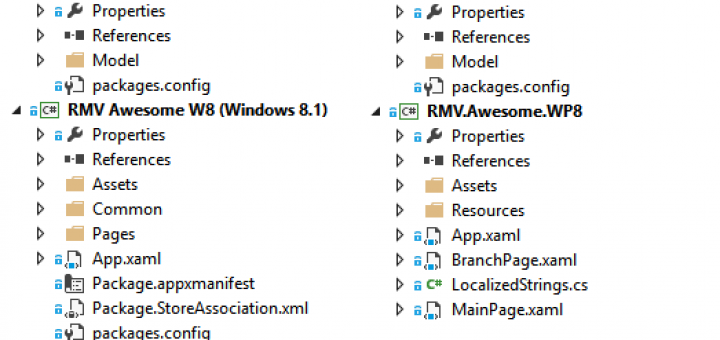 Properties
References
Model
packages.config
C# RMV Awesome W8 (Windows 8.1)
Properties
References
Assets
Common
Pages
App.xaml
Package.appxmanifest
Package.StoreAssociation.xml
packages.config
Properties
References
Model
packages.config
C# RMV.Awesome.WP8
Properties
References
Assets
Resources
App.xaml
BranchPage.xaml
C# LocalizedStrings.cs
MainPage.xaml